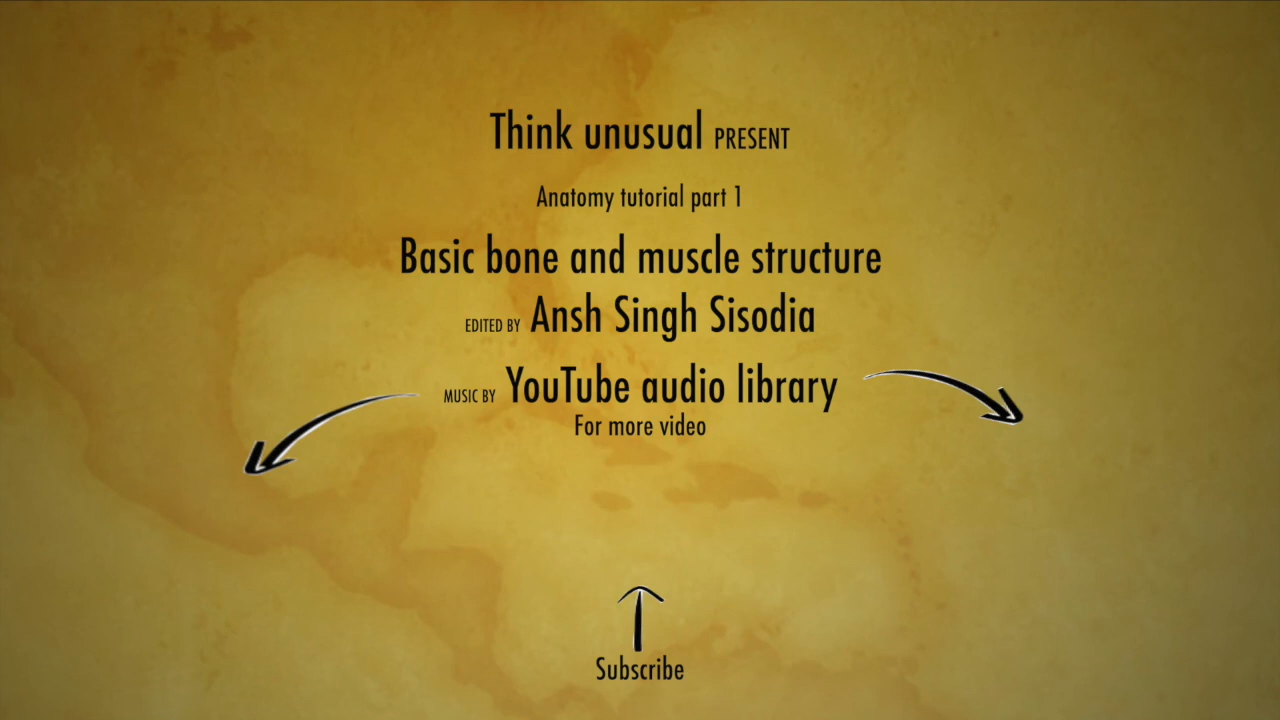 Think unusual PRESENT
Anatomy tutorial part 1
Basic bone and muscle structure
EDITED BY Ansh Singh Sisodia
MUSIC BY YouTube audio library
For more video
Subscribe